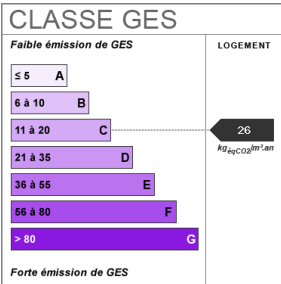 CLASSE GES
Faible émission de GES
LOGEMENT
≤ 5 A
6 à 10 B
11 à 20 C
26
kgéqCO2/m².an
21 à 35 D
36 à 55 E
56 à 80 F
> 80 G
Forte émission de GES